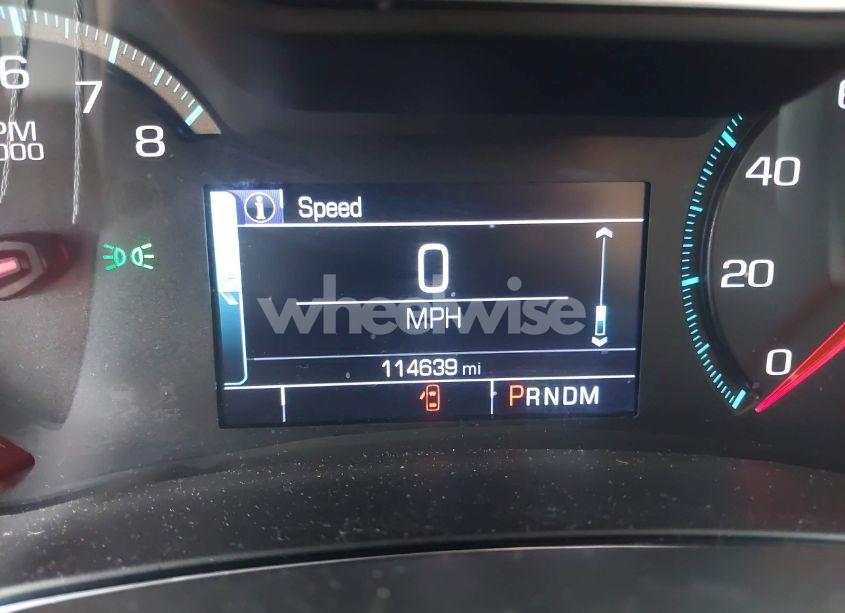 6
7
8
PM
000
Speed
0
MPH
wheelwise
114639 mi
PRNDM
40
20
0